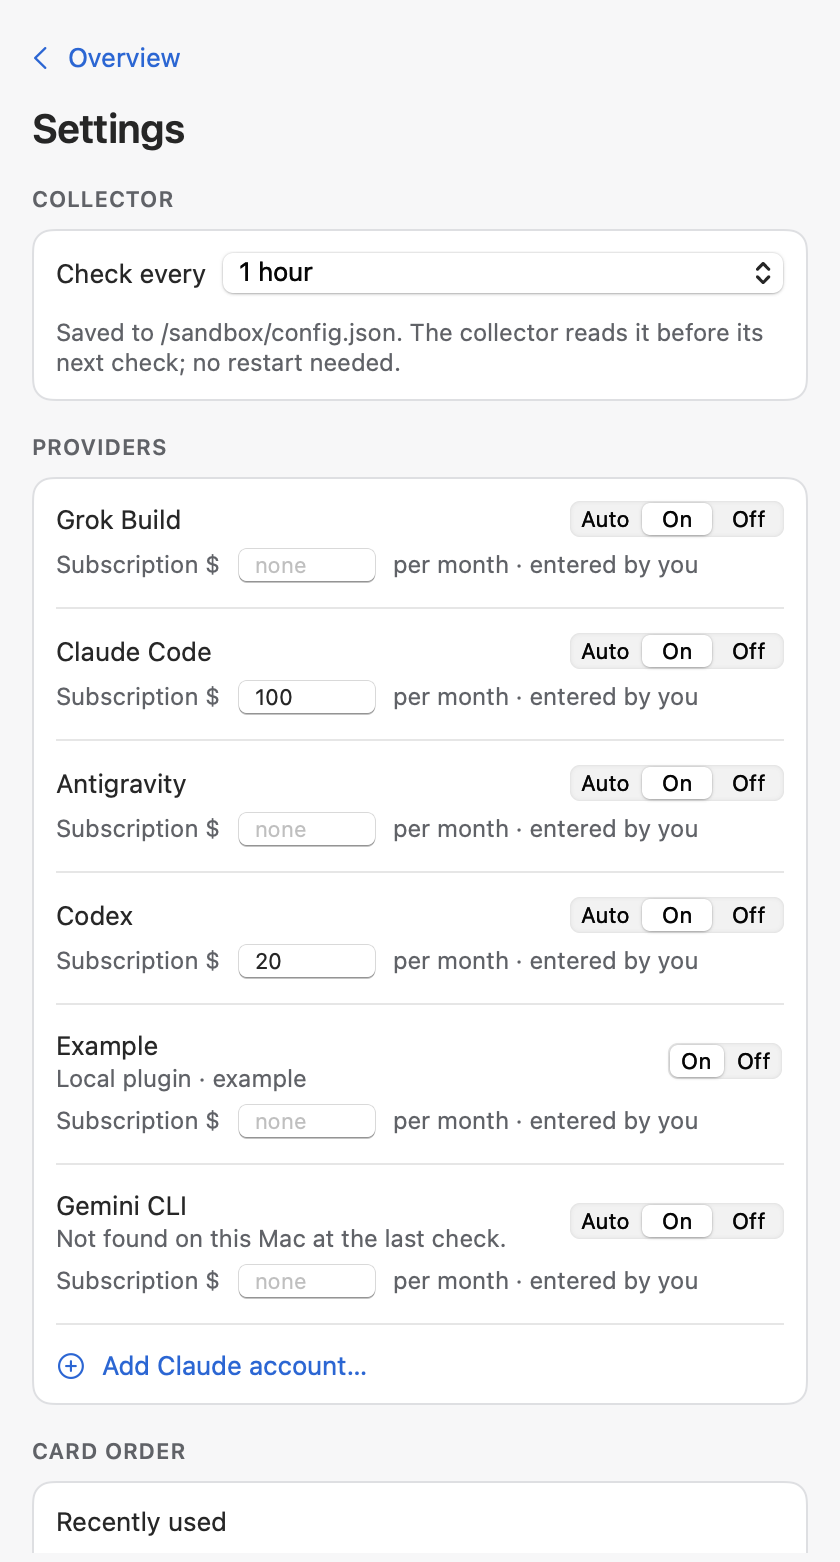 Overview
Settings
COLLECTOR
Check every 1 hour
Saved to /sandbox/config.json. The collector reads it before its
next check; no restart needed.
PROVIDERS
Grok Build Auto On Off
Subscription $ none per month · entered by you
Claude Code Auto On Off
Subscription $ 100 per month · entered by you
Antigravity Auto On Off
Subscription $ none per month · entered by you
Codex Auto On Off
Subscription $ 20 per month · entered by you
Example On Off
Local plugin · example
Subscription $ none per month · entered by you
Gemini CLI Auto On Off
Not found on this Mac at the last check.
Subscription $ none per month · entered by you
Add Claude account…
CARD ORDER
Recently used